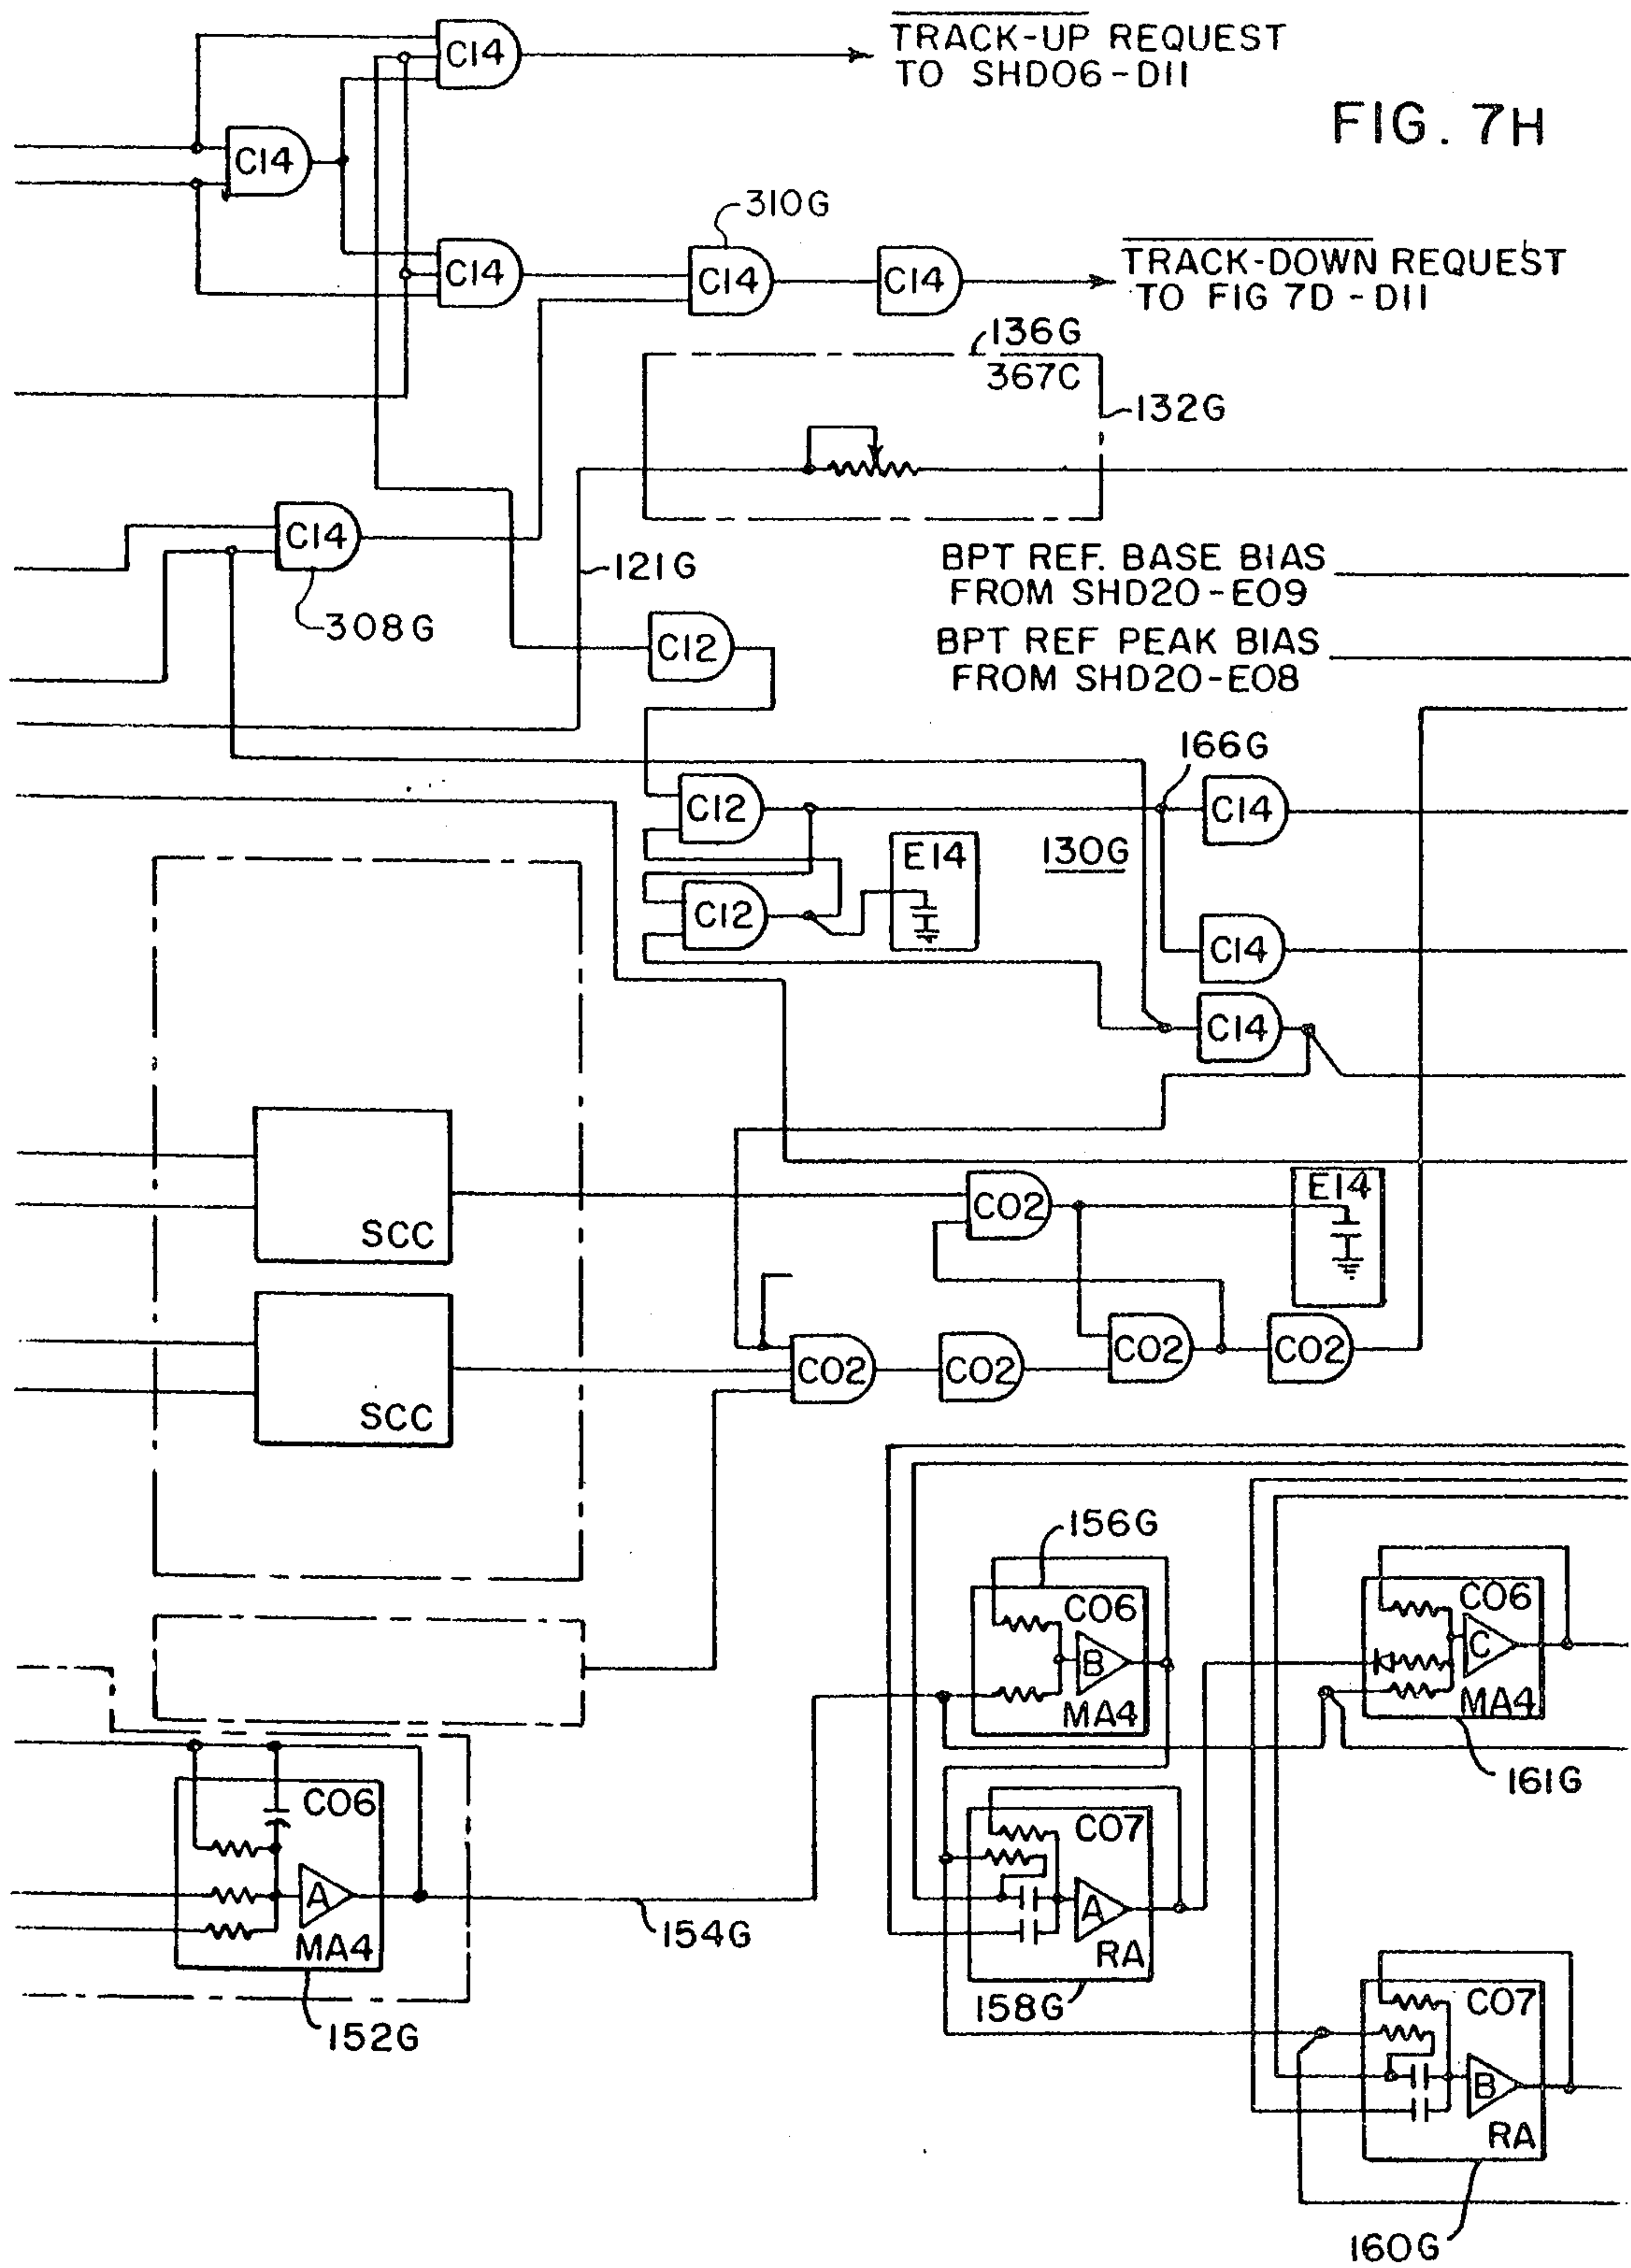 TRACK-UP REQUEST
TO SHD06-D11
FIG. 7H
C14
C14
C14
310G
C14
C14
TRACK-DOWN REQUEST
TO FIG 7D-D11
136G
367C
132G
C14
308G
121G
BPT REF. BASE BIAS
FROM SHD20-E09
BPT REF PEAK BIAS
FROM SHD20-E08
C12
166G
C12
C14
130G
E14
C12
C14
C14
SCC
C02
E14
SCC
C02
C02
C02
C02
156G
C06
B
MA4
C06
C
MA4
161G
C06
A
MA4
152G
154G
C07
A
RA
158G
C07
B
RA
160G